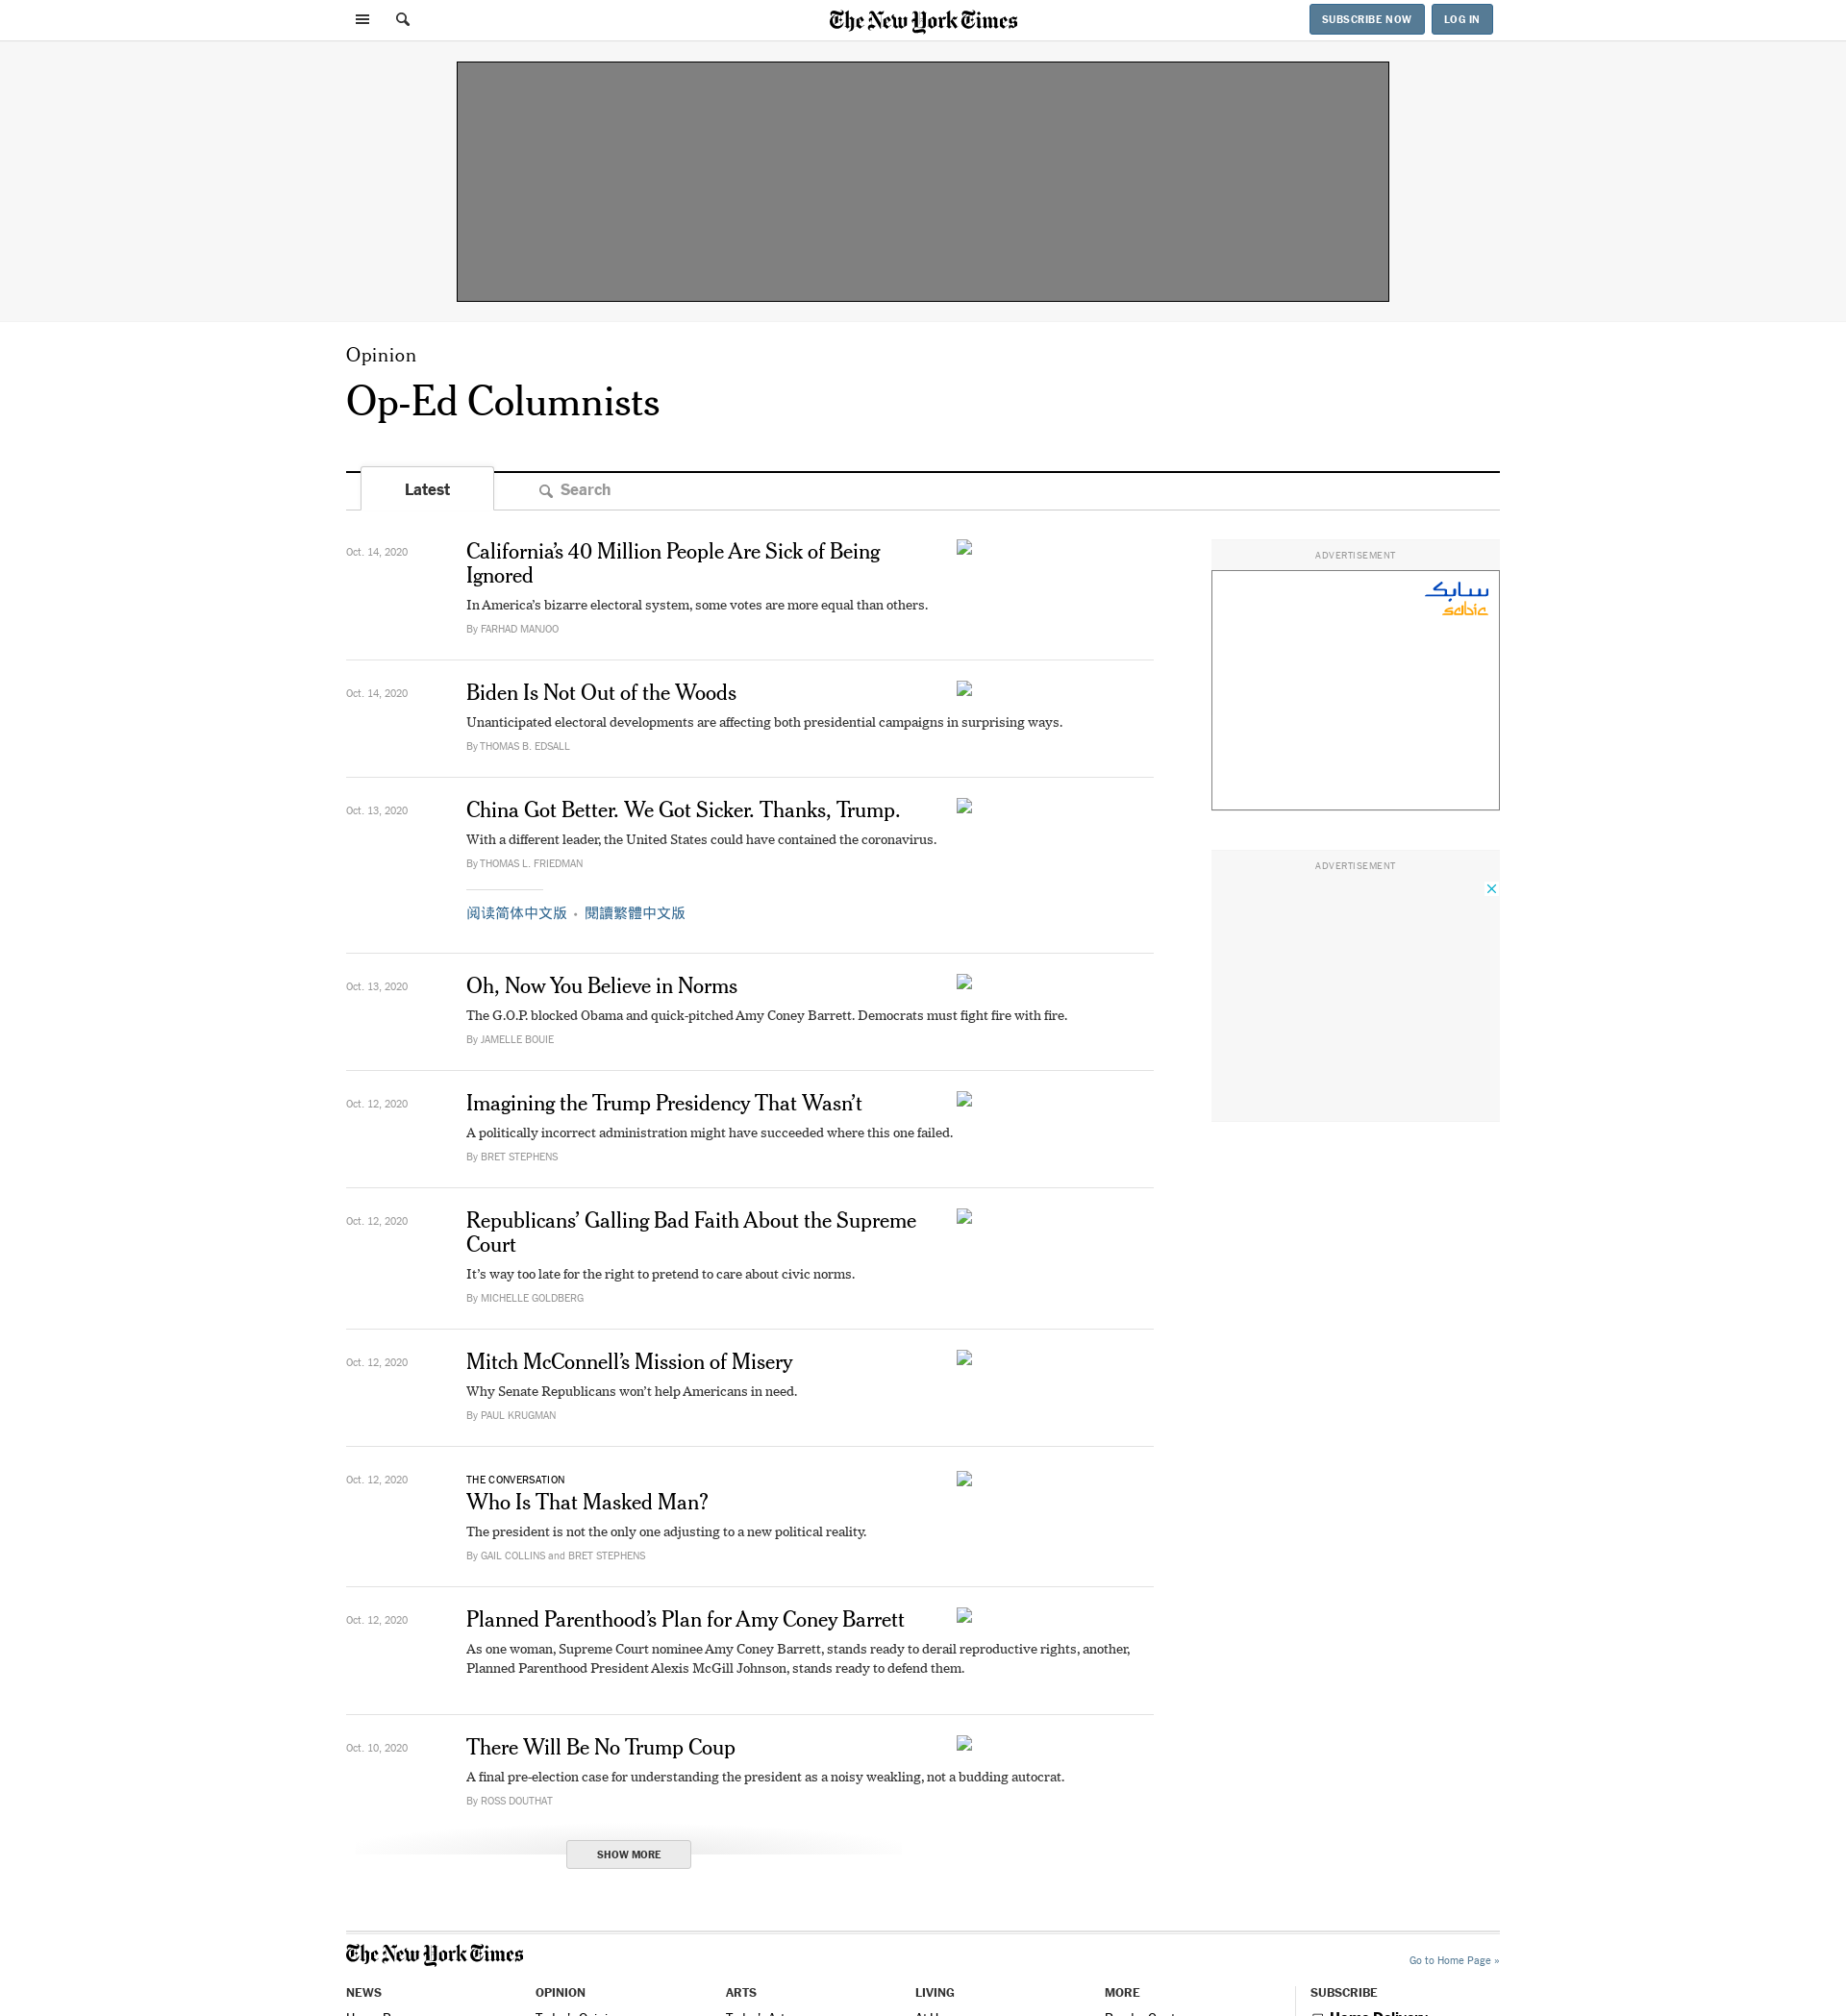 The New York Times
SUBSCRIBE NOW
LOG IN
Opinion
Op-Ed Columnists
Latest
Search
Oct. 14, 2020
California’s 40 Million People Are Sick of Being
Ignored
In America’s bizarre electoral system, some votes are more equal than others.
By FARHAD MANJOO
Oct. 14, 2020
Biden Is Not Out of the Woods
Unanticipated electoral developments are affecting both presidential campaigns in surprising ways.
By THOMAS B. EDSALL
Oct. 13, 2020
China Got Better. We Got Sicker. Thanks, Trump.
With a different leader, the United States could have contained the coronavirus.
By THOMAS L. FRIEDMAN
阅读简体中文版 • 閱讀繁體中文版
Oct. 13, 2020
Oh, Now You Believe in Norms
The G.O.P. blocked Obama and quick-pitched Amy Coney Barrett. Democrats must fight fire with fire.
By JAMELLE BOUIE
Oct. 12, 2020
Imagining the Trump Presidency That Wasn’t
A politically incorrect administration might have succeeded where this one failed.
By BRET STEPHENS
Oct. 12, 2020
Republicans’ Galling Bad Faith About the Supreme
Court
It’s way too late for the right to pretend to care about civic norms.
By MICHELLE GOLDBERG
Oct. 12, 2020
Mitch McConnell’s Mission of Misery
Why Senate Republicans won’t help Americans in need.
By PAUL KRUGMAN
Oct. 12, 2020
THE CONVERSATION
Who Is That Masked Man?
The president is not the only one adjusting to a new political reality.
By GAIL COLLINS and BRET STEPHENS
Oct. 12, 2020
Planned Parenthood’s Plan for Amy Coney Barrett
As one woman, Supreme Court nominee Amy Coney Barrett, stands ready to derail reproductive rights, another,
Planned Parenthood President Alexis McGill Johnson, stands ready to defend them.
Oct. 10, 2020
There Will Be No Trump Coup
A final pre-election case for understanding the president as a noisy weakling, not a budding autocrat.
By ROSS DOUTHAT
SHOW MORE
ADVERTISEMENT
سابك
sabic
ADVERTISEMENT
The New York Times
Go to Home Page »
NEWS
OPINION
ARTS
LIVING
MORE
SUBSCRIBE